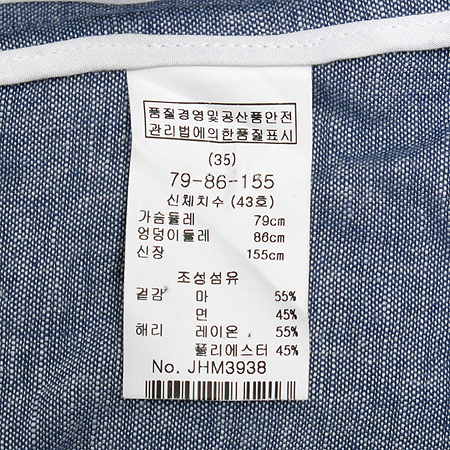 품질경영및공산품안전
관리법에의한품질표시
(35)
79-86-155
신체치수 (43호)
가슴둘레 79cm
엉덩이둘레 86cm
신장 155cm
조성섬유
겉감 마 55%
면 45%
해리 레이온 55%
폴리에스터 45%
No. JHM3938